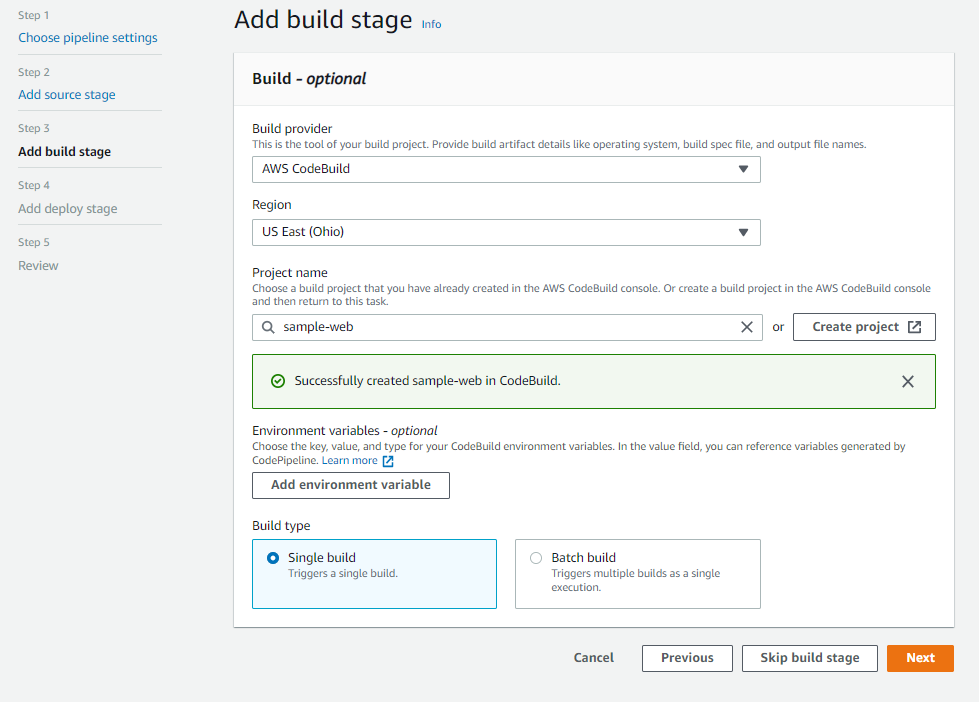 Step 1
Choose pipeline settings
Step 2
Add source stage
Step 3
Add build stage
Step 4
Add deploy stage
Step 5
Review
Add build stage Info
Build - optional
Build provider
This is the tool of your build project. Provide build artifact details like operating system, build spec file, and output file names.
AWS CodeBuild
Region
US East (Ohio)
Project name
Choose a build project that you have already created in the AWS CodeBuild console. Or create a build project in the AWS CodeBuild console
and then return to this task.
sample-web or Create project
Successfully created sample-web in CodeBuild.
Environment variables - optional
Choose the key, value, and type for your CodeBuild environment variables. In the value field, you can reference variables generated by
CodePipeline. Learn more
Add environment variable
Build type
Single build
Triggers a single build.
Batch build
Triggers multiple builds as a single
execution.
Cancel Previous Skip build stage Next